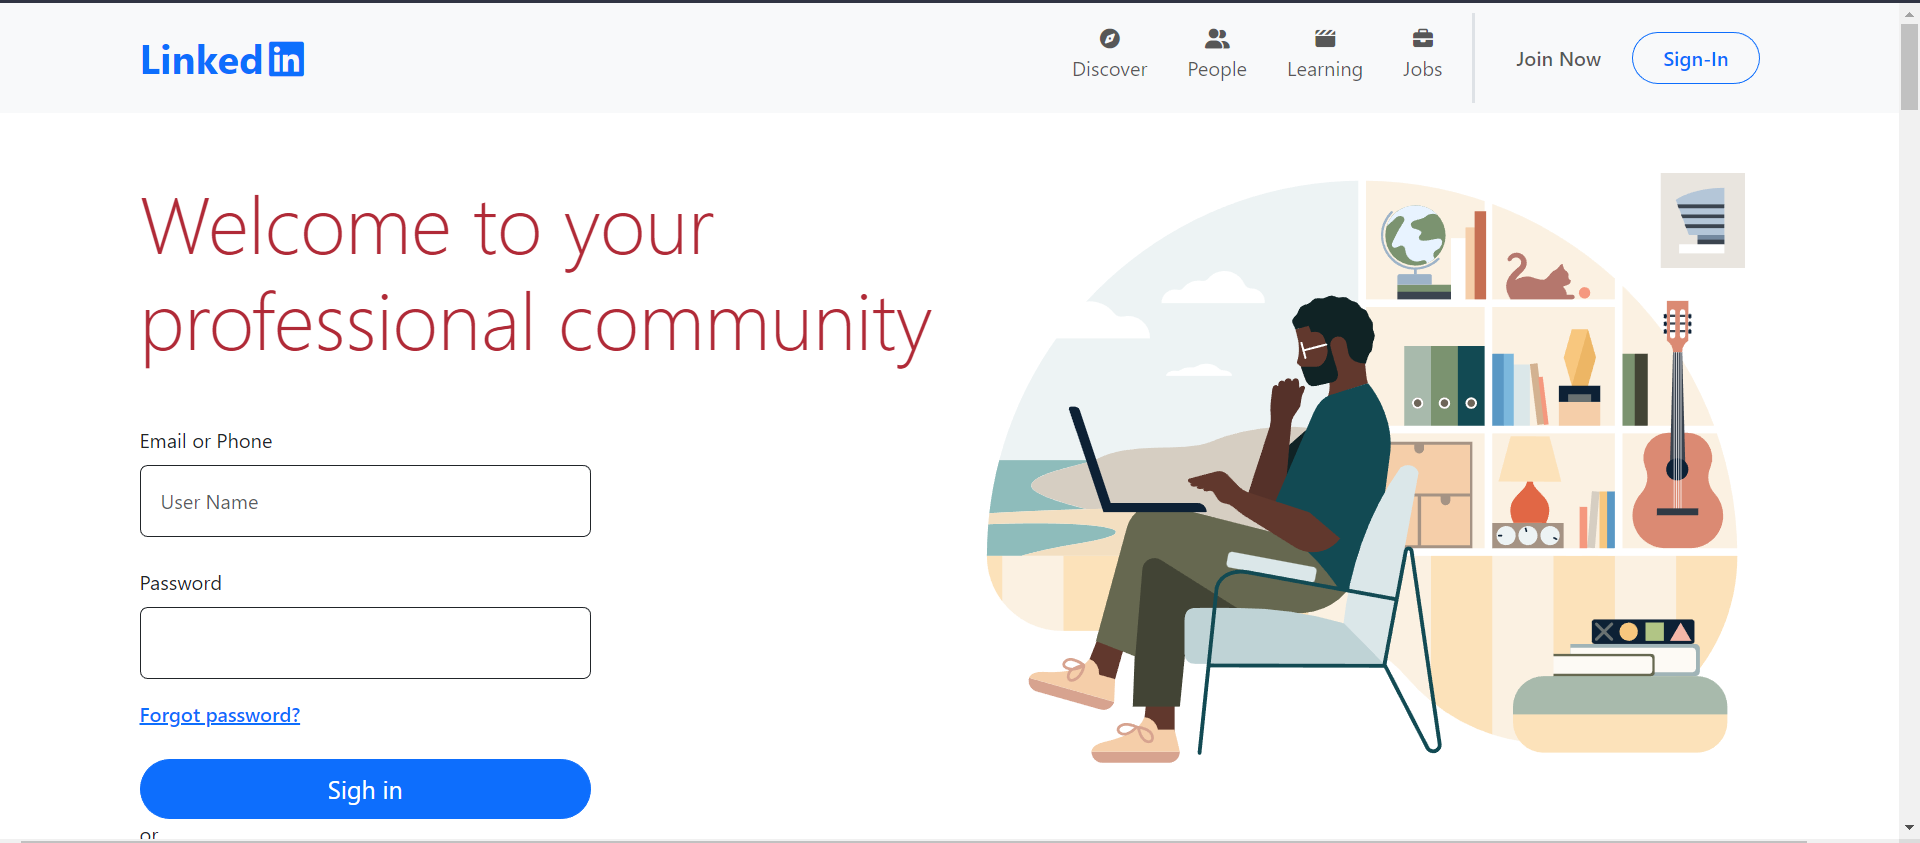 Linked in
Discover
People
Learning
Jobs
Join Now
Sign-In
Welcome to your
professional community
Email or Phone
User Name
Password
Forgot password?
Sigh in
or